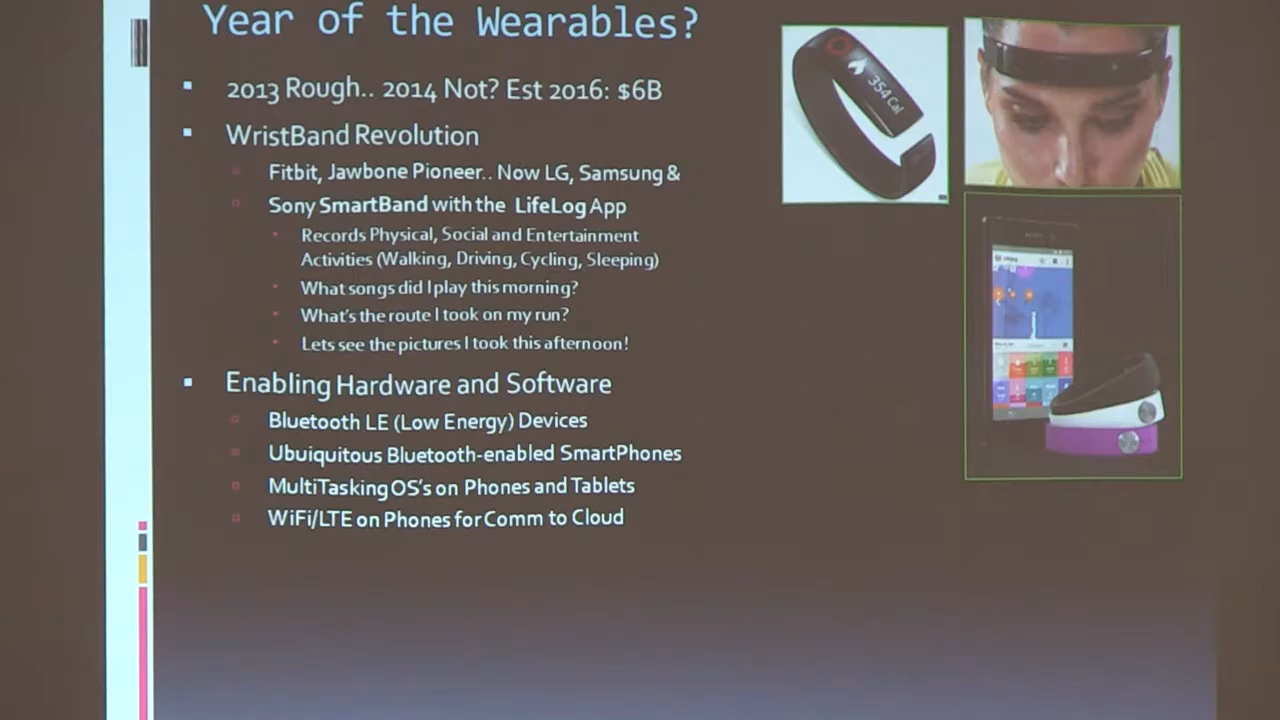 Year of the Wearables?
2013 Rough.. 2014 Not? Est 2016: $6B
WristBand Revolution
Fitbit, Jawbone Pioneer.. Now LG, Samsung &
Sony SmartBand with the LifeLog App
Records Physical, Social and Entertainment
Activities (Walking, Driving, Cycling, Sleeping)
What songs did I play this morning?
What's the route I took on my run?
Lets see the pictures I took this afternoon!
Enabling Hardware and Software
Bluetooth LE (Low Energy) Devices
Ubuiquitous Bluetooth-enabled SmartPhones
MultiTasking OS's on Phones and Tablets
WiFi/LTE on Phones for Comm to Cloud
354 Cal